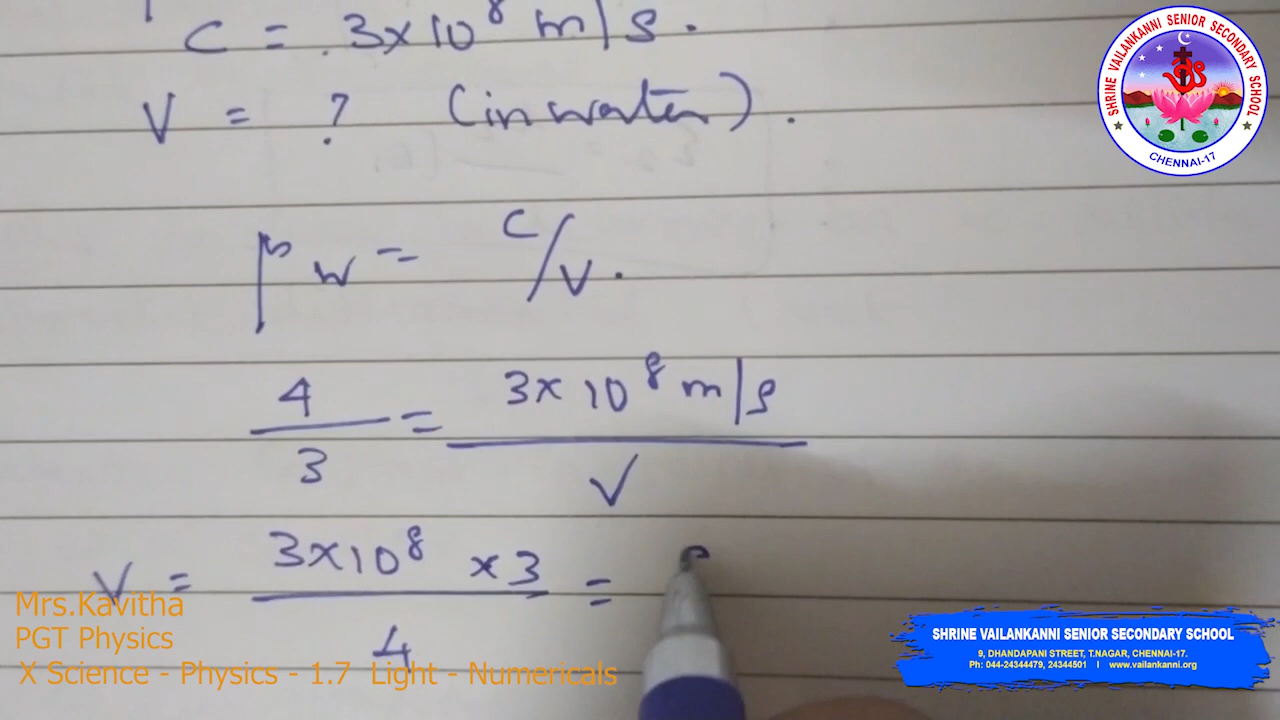 C = 3x10⁸ m/s.
V = ? (in water).
μw = C/V.
4/3 = 3x10⁸ m/s / V
V = 3x10⁸ x3 / 4 =
Mrs.Kavitha
PGT Physics
X Science - Physics - 1.7 Light - Numericals
SHRINE VAILANKANNI SENIOR SECONDARY SCHOOL
CHENNAI-17
SHRINE VAILANKANNI SENIOR SECONDARY SCHOOL
9, DHANDAPANI STREET, T.NAGAR, CHENNAI-17.
Ph: 044-24344479, 24344501 I www.vailankanni.org